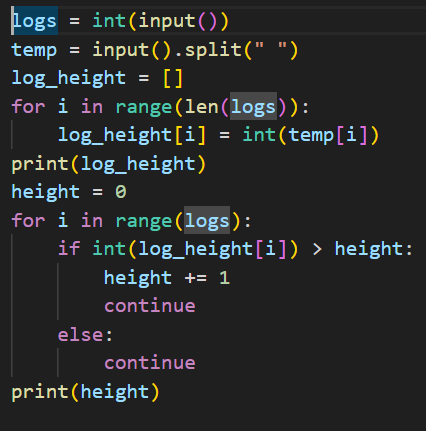 logs = int(input())
temp = input().split(" ")
log_height = []
for i in range(len(logs)):
    log_height[i] = int(temp[i])
print(log_height)
height = 0
for i in range(logs):
    if int(log_height[i]) > height:
        height += 1
        continue
    else:
        continue
print(height)